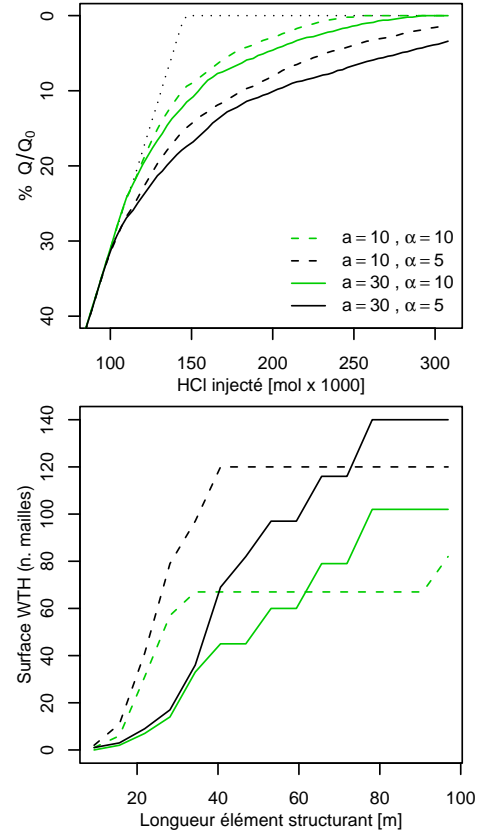 0
10
20
30
40
% Q/Q₀
a = 10 , α = 10
a = 10 , α = 5
a = 30 , α = 10
a = 30 , α = 5
100 150 200 250 300
HCl injecté [mol x 1000]
140
120
100
80
60
40
20
0
Surface WTH (n. mailles)
20 40 60 80 100
Longueur élément structurant [m]